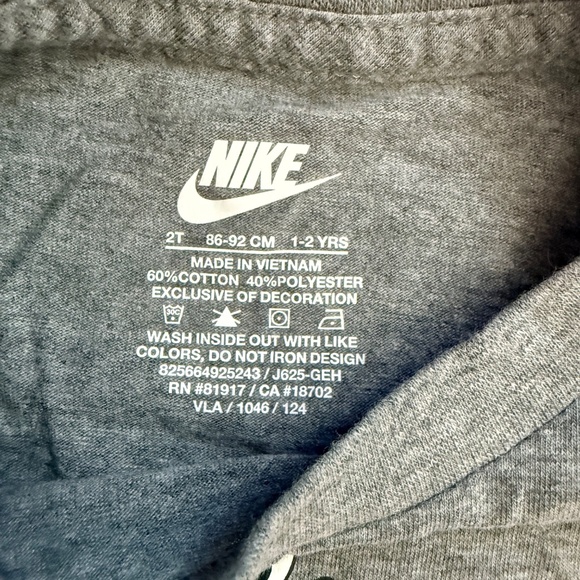 NIKE
2T 86-92 CM 1-2 YRS
MADE IN VIETNAM
60%COTTON 40%POLYESTER
EXCLUSIVE OF DECORATION
30C
WASH INSIDE OUT WITH LIKE
COLORS, DO NOT IRON DESIGN
825664925243 / J625-GEH
RN #81917 / CA #18702
VLA / 1046 / 124